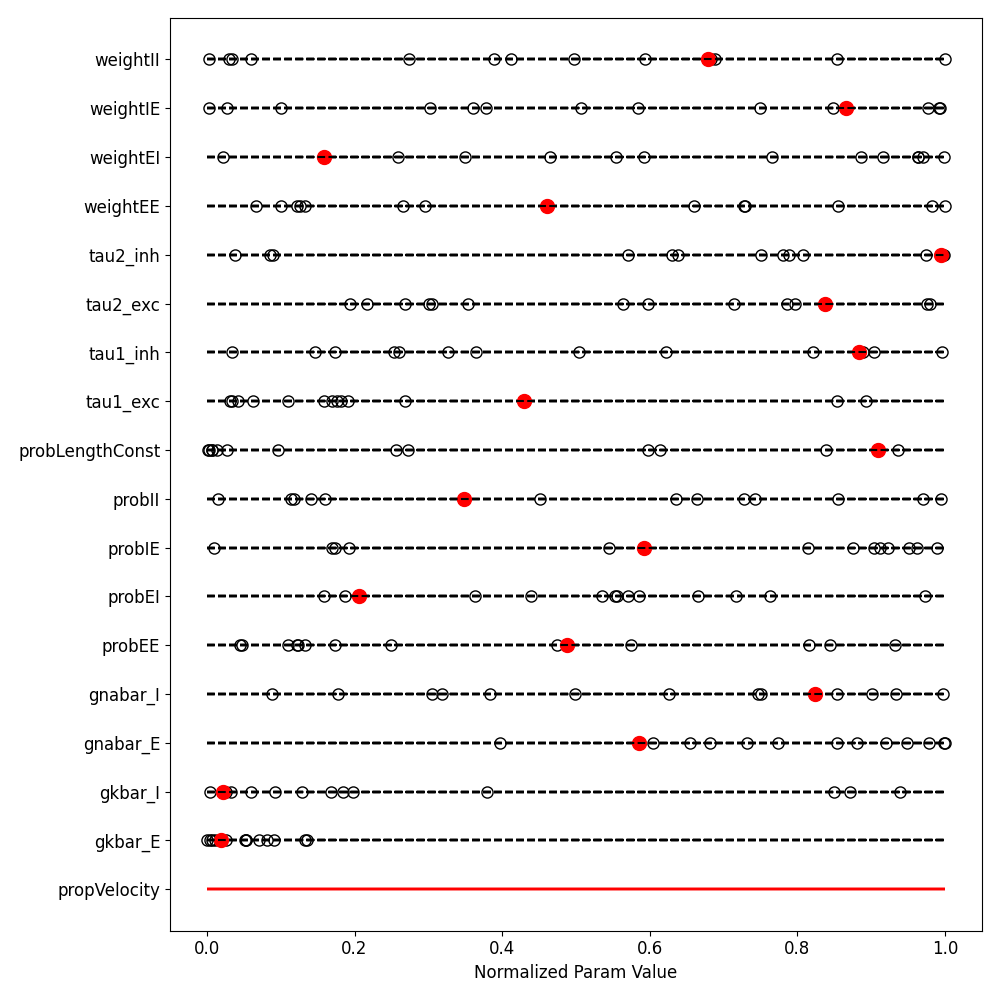 weightII
weightIE
weightEI
weightEE
tau2_inh
tau2_exc
tau1_inh
tau1_exc
probLengthConst
probII
probIE
probEI
probEE
gnabar_I
gnabar_E
gkbar_I
gkbar_E
propVelocity
0.0 0.2 0.4 0.6 0.8 1.0
Normalized Param Value